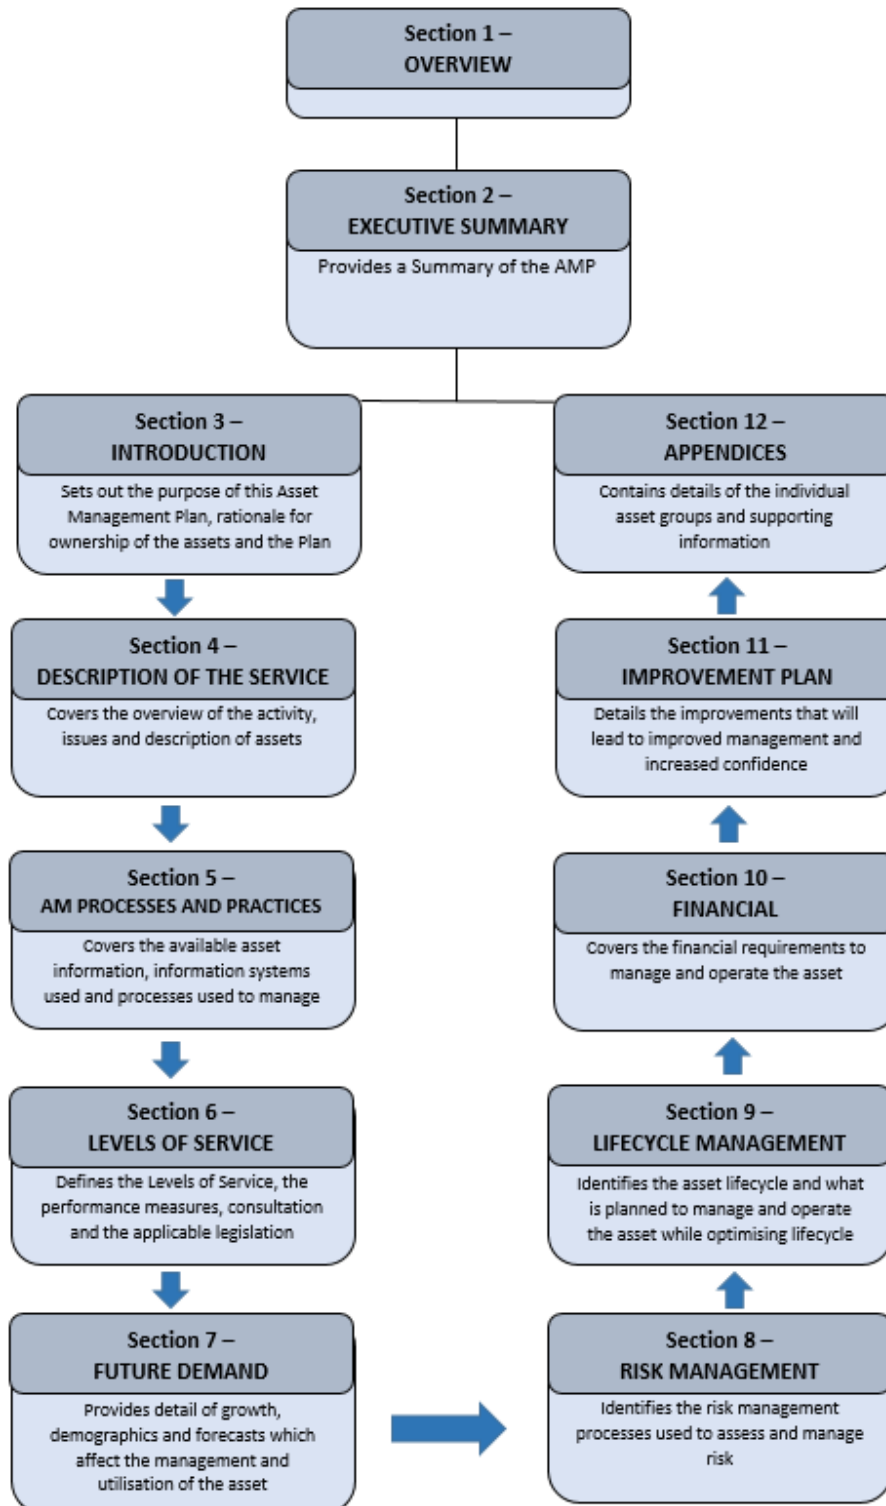 Section 1 –
OVERVIEW
Section 2 –
EXECUTIVE SUMMARY
Provides a Summary of the AMP
Section 3 –
INTRODUCTION
Sets out the purpose of this Asset
Management Plan, rationale for
ownership of the assets and the Plan
Section 4 –
DESCRIPTION OF THE SERVICE
Covers the overview of the activity,
issues and description of assets
Section 5 –
AM PROCESSES AND PRACTICES
Covers the available asset
information, information systems
used and processes used to manage
Section 6 –
LEVELS OF SERVICE
Defines the Levels of Service, the
performance measures, consultation
and the applicable legislation
Section 7 –
FUTURE DEMAND
Provides detail of growth,
demographics and forecasts which
affect the management and
utilisation of the asset
Section 8 –
RISK MANAGEMENT
Identifies the risk management
processes used to assess and manage
risk
Section 9 –
LIFECYCLE MANAGEMENT
Identifies the asset lifecycle and what
is planned to manage and operate
the asset while optimising lifecycle
Section 10 –
FINANCIAL
Covers the financial requirements to
manage and operate the asset
Section 11 –
IMPROVEMENT PLAN
Details the improvements that will
lead to improved management and
increased confidence
Section 12 –
APPENDICES
Contains details of the individual
asset groups and supporting
information